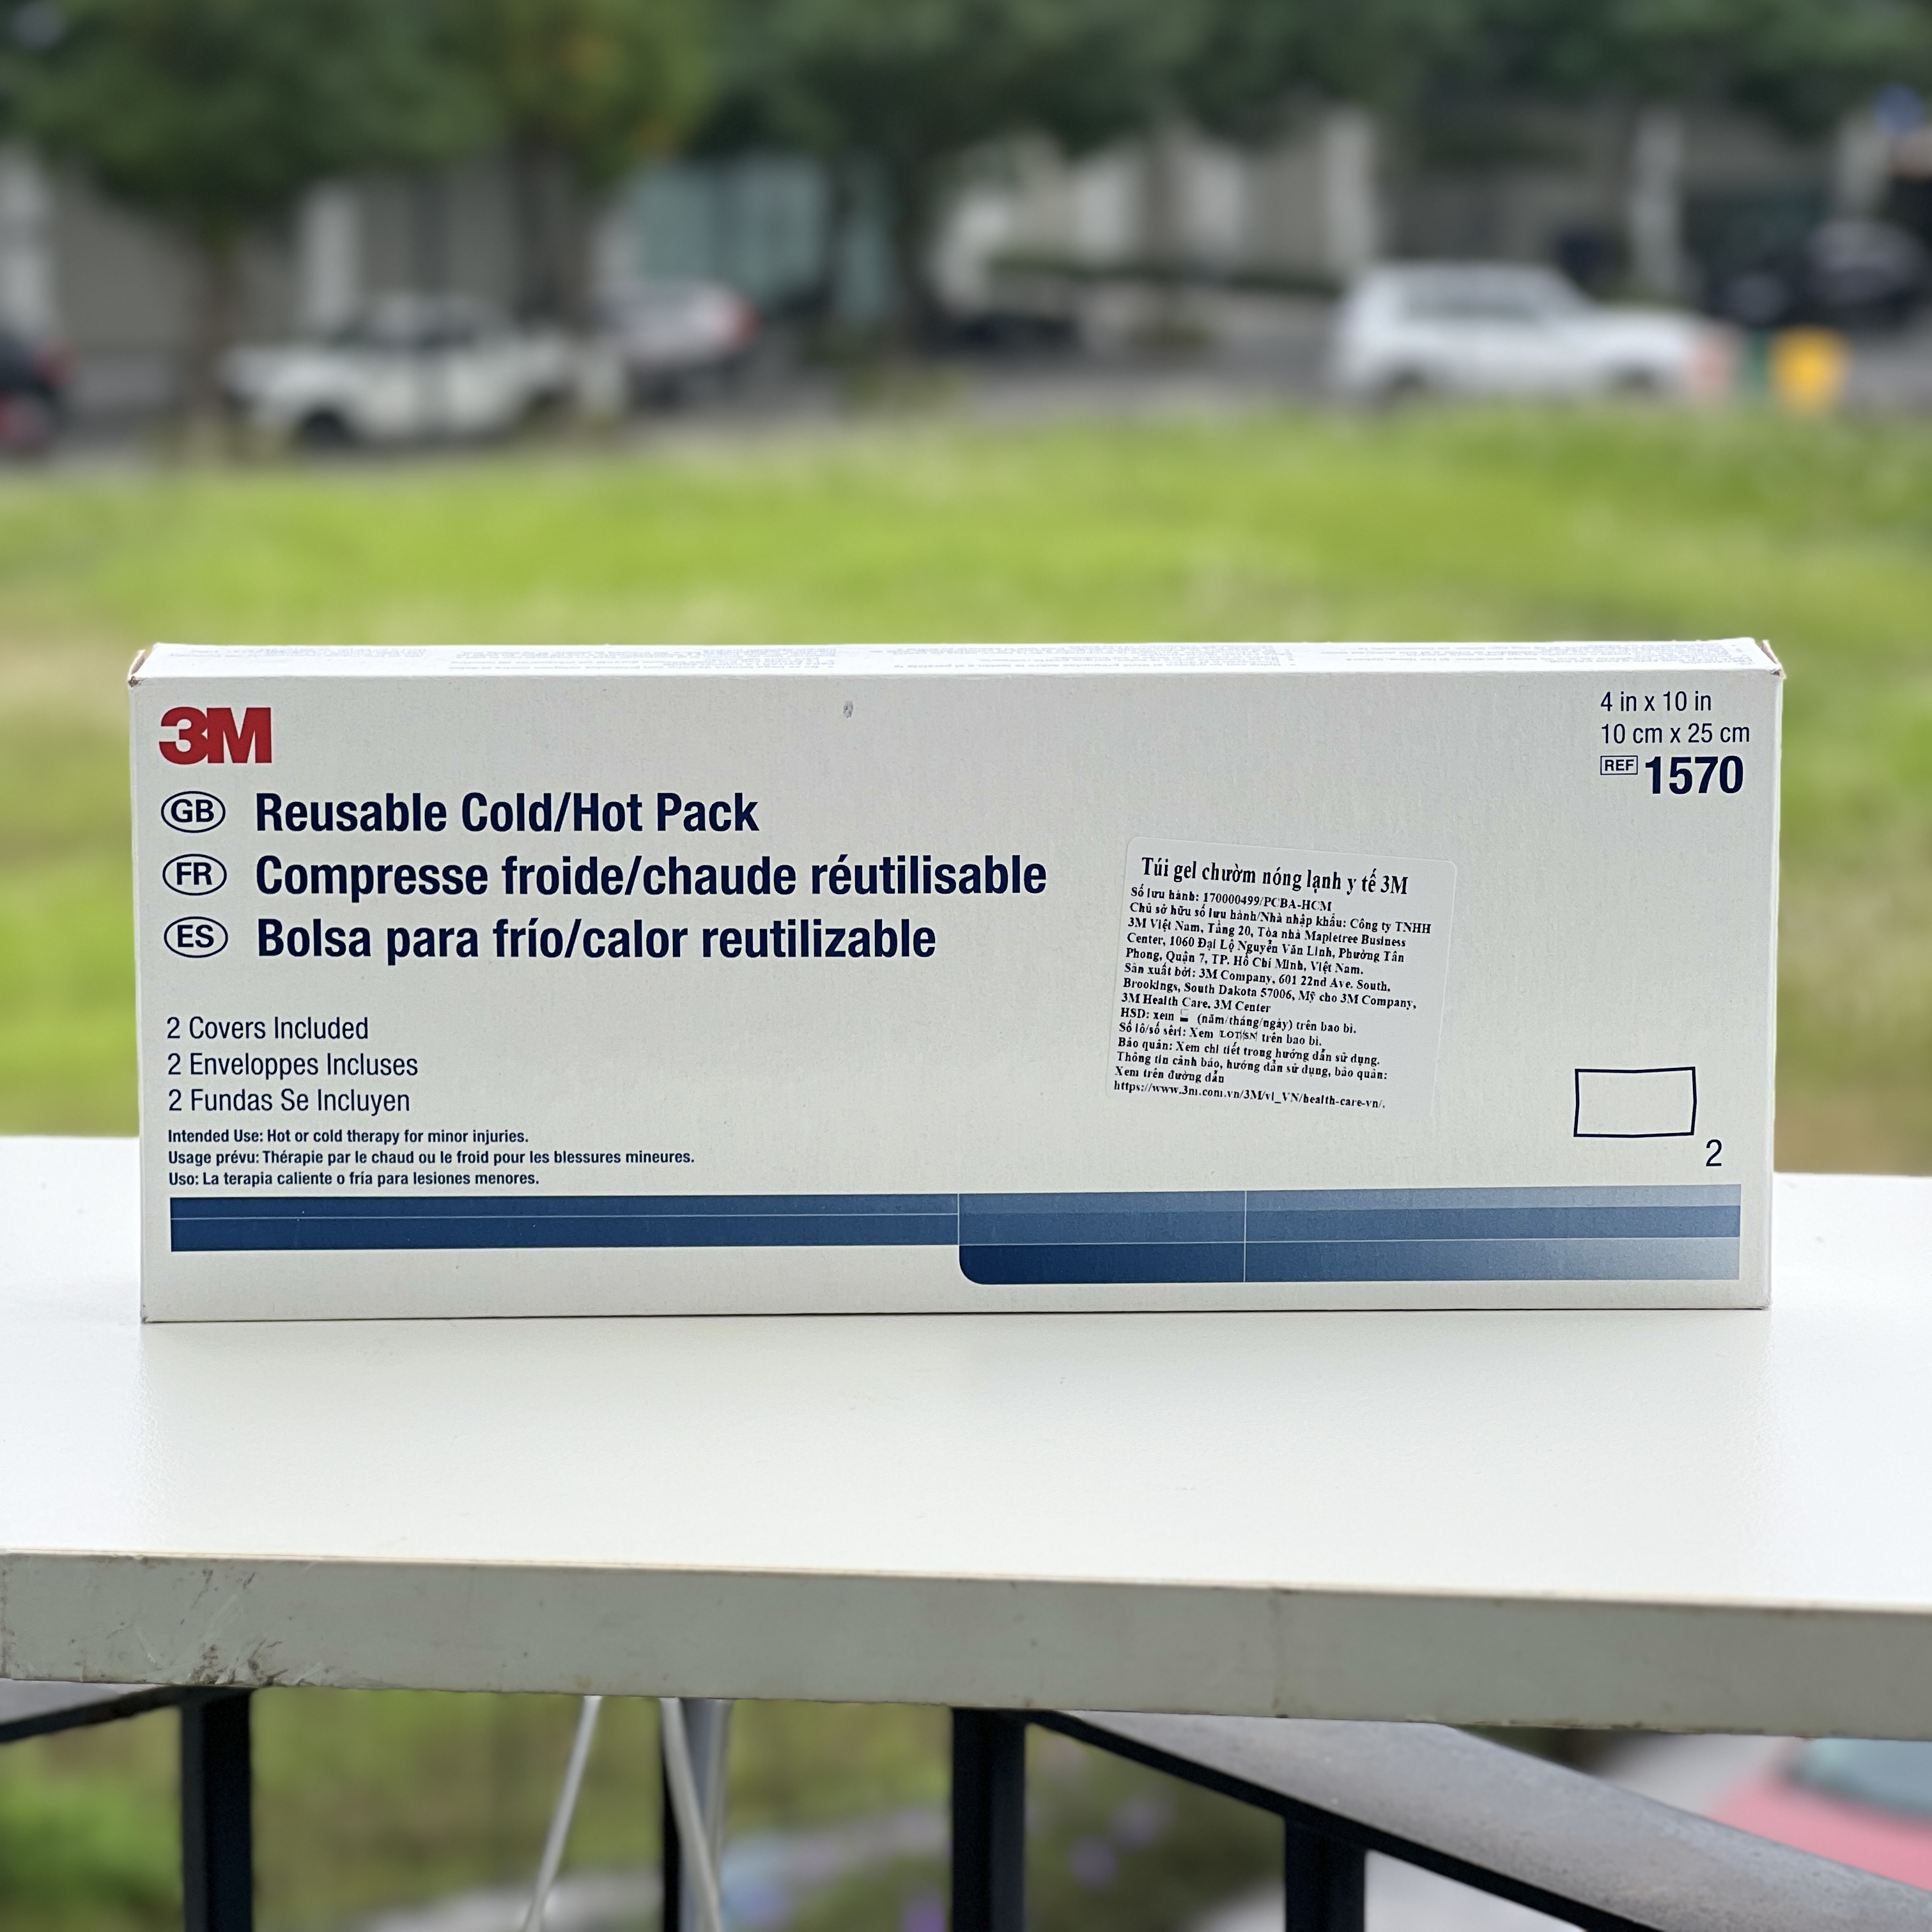 3M
4 in x 10 in
10 cm x 25 cm
REF 1570
GB Reusable Cold/Hot Pack
FR Compresse froide/chaude réutilisable
ES Bolsa para frío/calor reutilizable
2 Covers Included
2 Enveloppes Incluses
2 Fundas Se Incluyen
Intended Use: Hot or cold therapy for minor injuries.
Usage prévu: Thérapie par le chaud ou le froid pour les blessures mineures.
Uso: La terapia caliente o fría para lesiones menores.
Túi gel chườm nóng lạnh y tế 3M
Số lưu hành: 170000499/PCBA-HCM
Chủ sở hữu số lưu hành/Nhà nhập khẩu: Công ty TNHH
3M Việt Nam, Tầng 20, Tòa nhà Mapletree Business
Center, 1060 Đại Lộ Nguyễn Văn Linh, Phường Tân
Phong, Quận 7, TP. Hồ Chí Minh, Việt Nam.
Sản xuất bởi: 3M Company, 601 22nd Ave. South,
Brookings, South Dakota 57006, Mỹ cho 3M Company,
3M Health Care, 3M Center
HSD: xem (năm/tháng/ngày) trên bao bì.
Số lô/số sêri: Xem LOT/SN trên bao bì.
Bảo quản: Xem chi tiết trong hướng dẫn sử dụng.
Thông tin cảnh báo, hướng dẫn sử dụng, bảo quản:
Xem trên đường dẫn
https://www.3m.com.vn/3M/vi_VN/health-care-vn/.
2